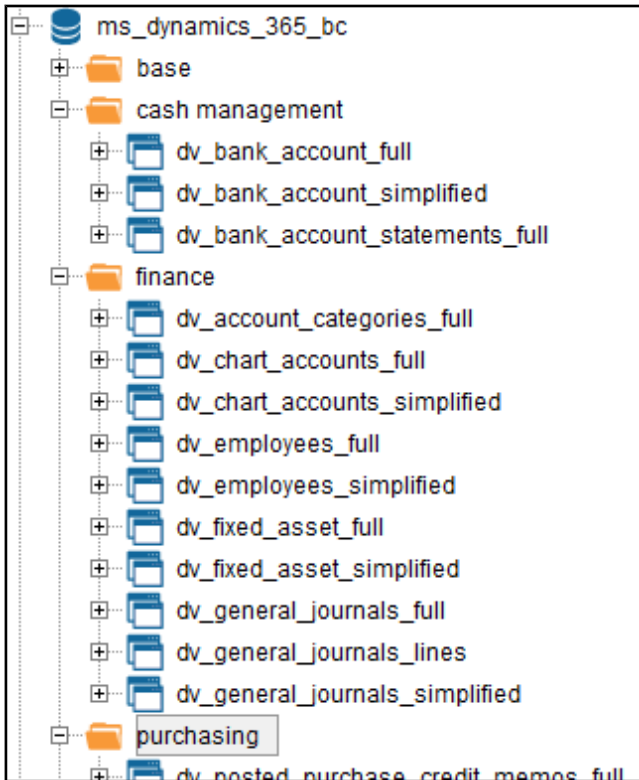 ms_dynamics_365_bc
base
cash management
dv_bank_account_full
dv_bank_account_simplified
dv_bank_account_statements_full
finance
dv_account_categories_full
dv_chart_accounts_full
dv_chart_accounts_simplified
dv_employees_full
dv_employees_simplified
dv_fixed_asset_full
dv_fixed_asset_simplified
dv_general_journals_full
dv_general_journals_lines
dv_general_journals_simplified
purchasing
dv_posted_purchase_credit_memos_full